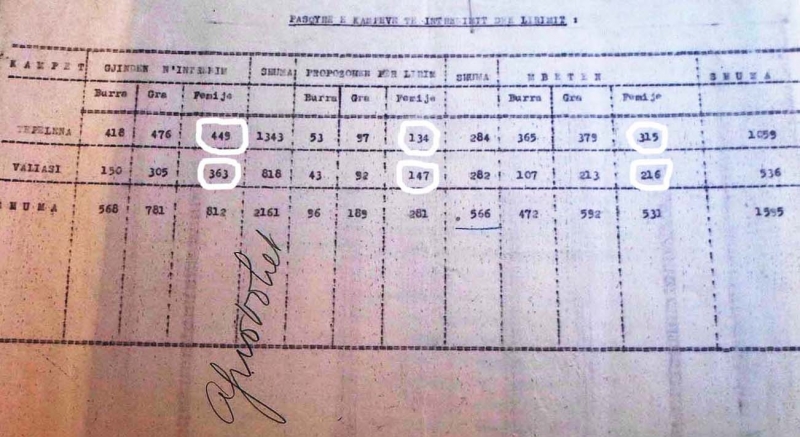 PASQYRE E KAMPEVE TE INTERNIMIT DHE LIRIMIT :
KAMPET GJINDEN N'INTERNIM SHUMA PROPOZOHEN PER LIRIM SHUMA MBETEN SHUMA
Burra Gra Femije Burra Gra Femije Burra Gra Femije
TEPELENA 418 476 449 1343 53 97 134 284 365 379 315 1059
VALIASI 150 305 363 818 43 92 147 282 107 213 216 536
SHUMA 568 781 812 2161 96 189 281 566 472 592 531 1595
Aprovohet